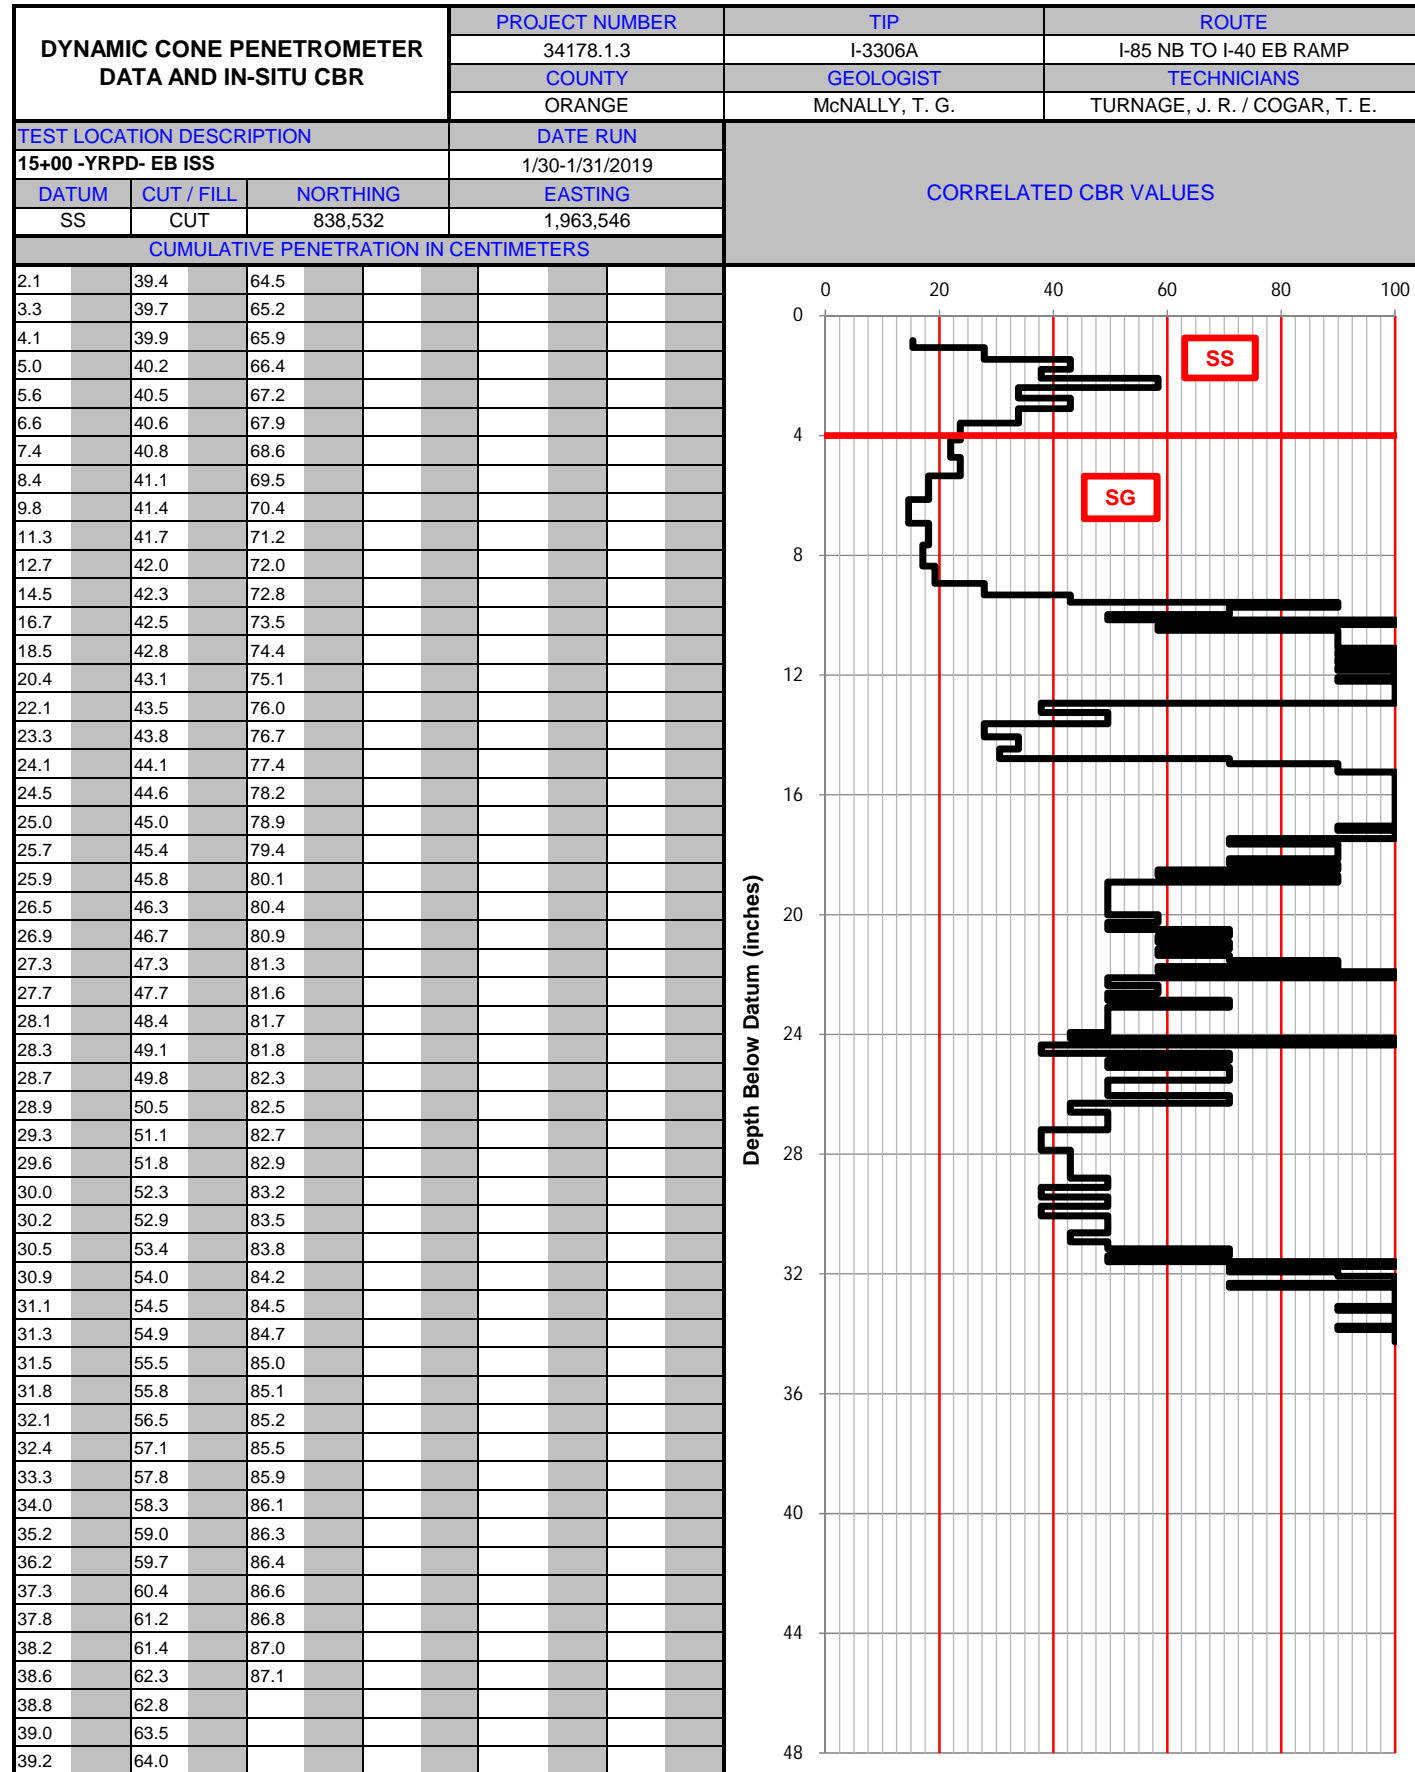 DYNAMIC CONE PENETROMETER
DATA AND IN-SITU CBR
PROJECT NUMBER TIP ROUTE
34178.1.3 I-3306A I-85 NB TO I-40 EB RAMP
COUNTY GEOLOGIST TECHNICIANS
ORANGE McNALLY, T. G. TURNAGE, J. R. / COGAR, T. E.
TEST LOCATION DESCRIPTION DATE RUN
15+00 -YRPD- EB ISS 1/30-1/31/2019
DATUM CUT / FILL NORTHING EASTING
SS CUT 838,532 1,963,546
CUMULATIVE PENETRATION IN CENTIMETERS
CORRELATED CBR VALUES
2.1 39.4 64.5
3.3 39.7 65.2
4.1 39.9 65.9
5.0 40.2 66.4
5.6 40.5 67.2
6.6 40.6 67.9
7.4 40.8 68.6
8.4 41.1 69.5
9.8 41.4 70.4
11.3 41.7 71.2
12.7 42.0 72.0
14.5 42.3 72.8
16.7 42.5 73.5
18.5 42.8 74.4
20.4 43.1 75.1
22.1 43.5 76.0
23.3 43.8 76.7
24.1 44.1 77.4
24.5 44.6 78.2
25.0 45.0 78.9
25.7 45.4 79.4
25.9 45.8 80.1
26.5 46.3 80.4
26.9 46.7 80.9
27.3 47.3 81.3
27.7 47.7 81.6
28.1 48.4 81.7
28.3 49.1 81.8
28.7 49.8 82.3
28.9 50.5 82.5
29.3 51.1 82.7
29.6 51.8 82.9
30.0 52.3 83.2
30.2 52.9 83.5
30.5 53.4 83.8
30.9 54.0 84.2
31.1 54.5 84.5
31.3 54.9 84.7
31.5 55.5 85.0
31.8 55.8 85.1
32.1 56.5 85.2
32.4 57.1 85.5
33.3 57.8 85.9
34.0 58.3 86.1
35.2 59.0 86.3
36.2 59.7 86.4
37.3 60.4 86.6
37.8 61.2 86.8
38.2 61.4 87.0
38.6 62.3 87.1
38.8 62.8
39.0 63.5
39.2 64.0
0 20 40 60 80 100
0
4
8
12
16
20
24
28
32
36
40
44
48
Depth Below Datum (inches)
SS
SG